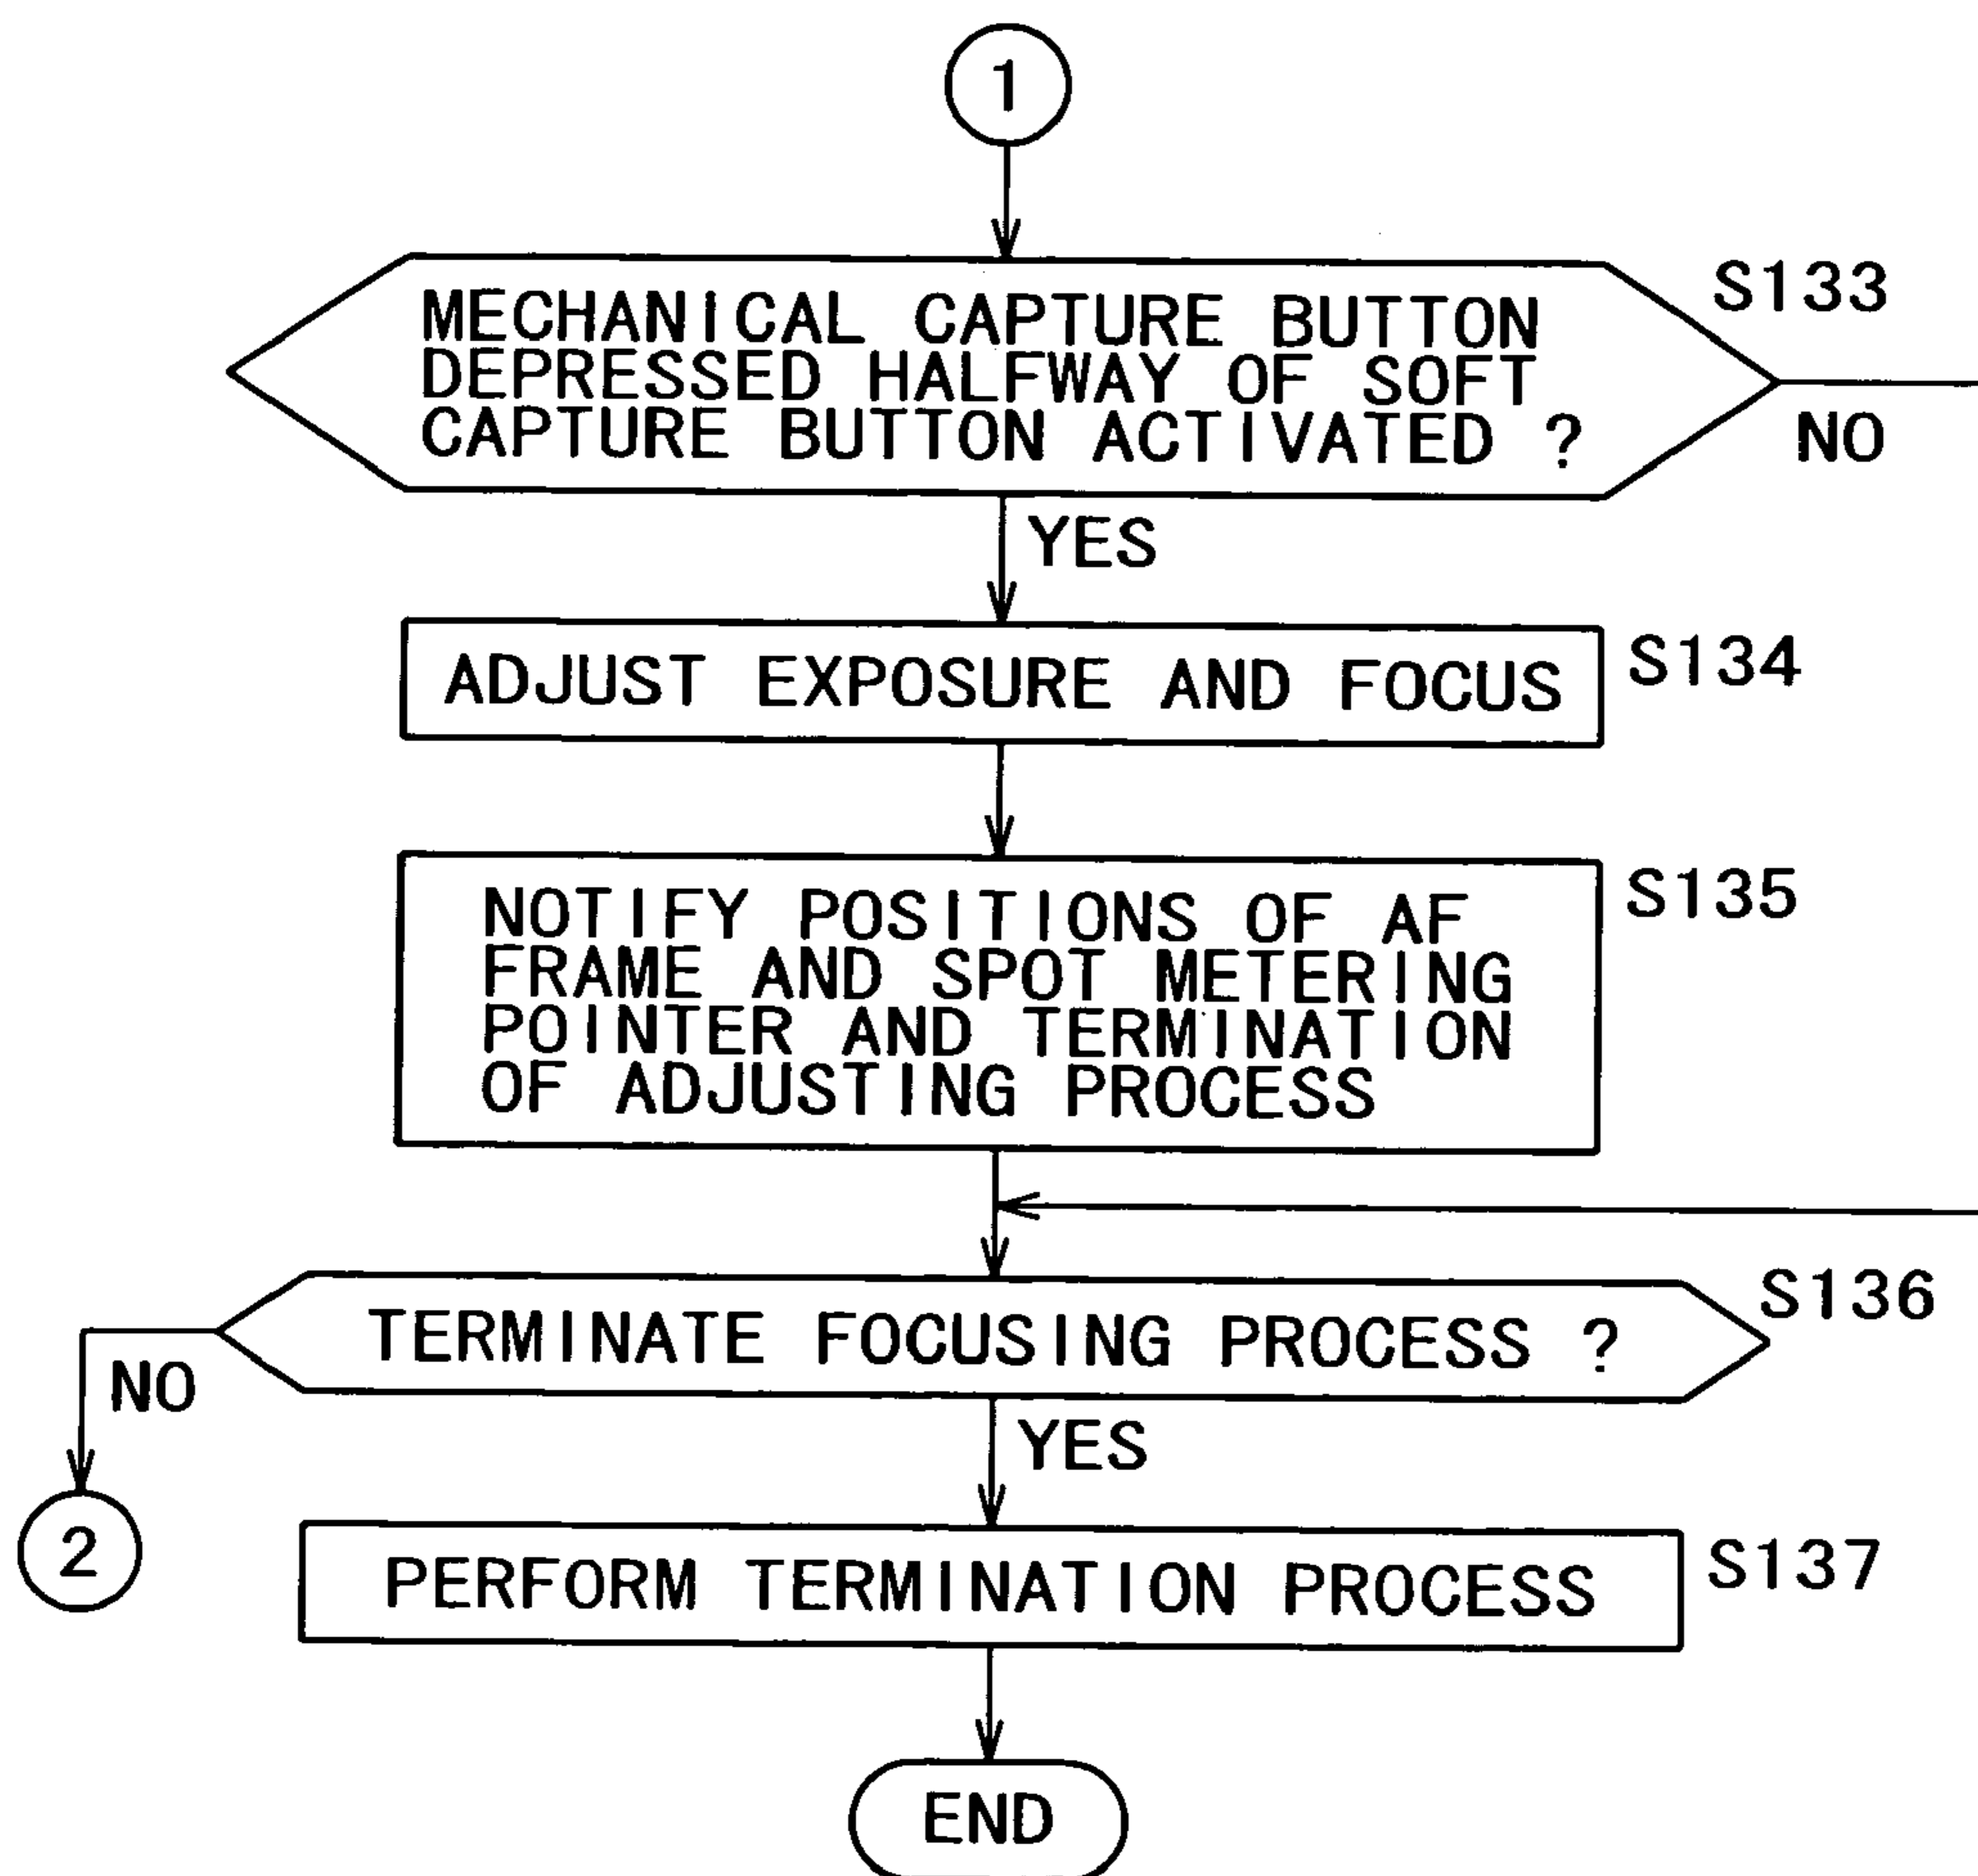 1
MECHANICAL CAPTURE BUTTON
DEPRESSED HALFWAY OF SOFT
CAPTURE BUTTON ACTIVATED ?
S133
NO
YES
ADJUST EXPOSURE AND FOCUS
S134
NOTIFY POSITIONS OF AF
FRAME AND SPOT METERING
POINTER AND TERMINATION
OF ADJUSTING PROCESS
S135
TERMINATE FOCUSING PROCESS ?
S136
NO
YES
2
PERFORM TERMINATION PROCESS
S137
END